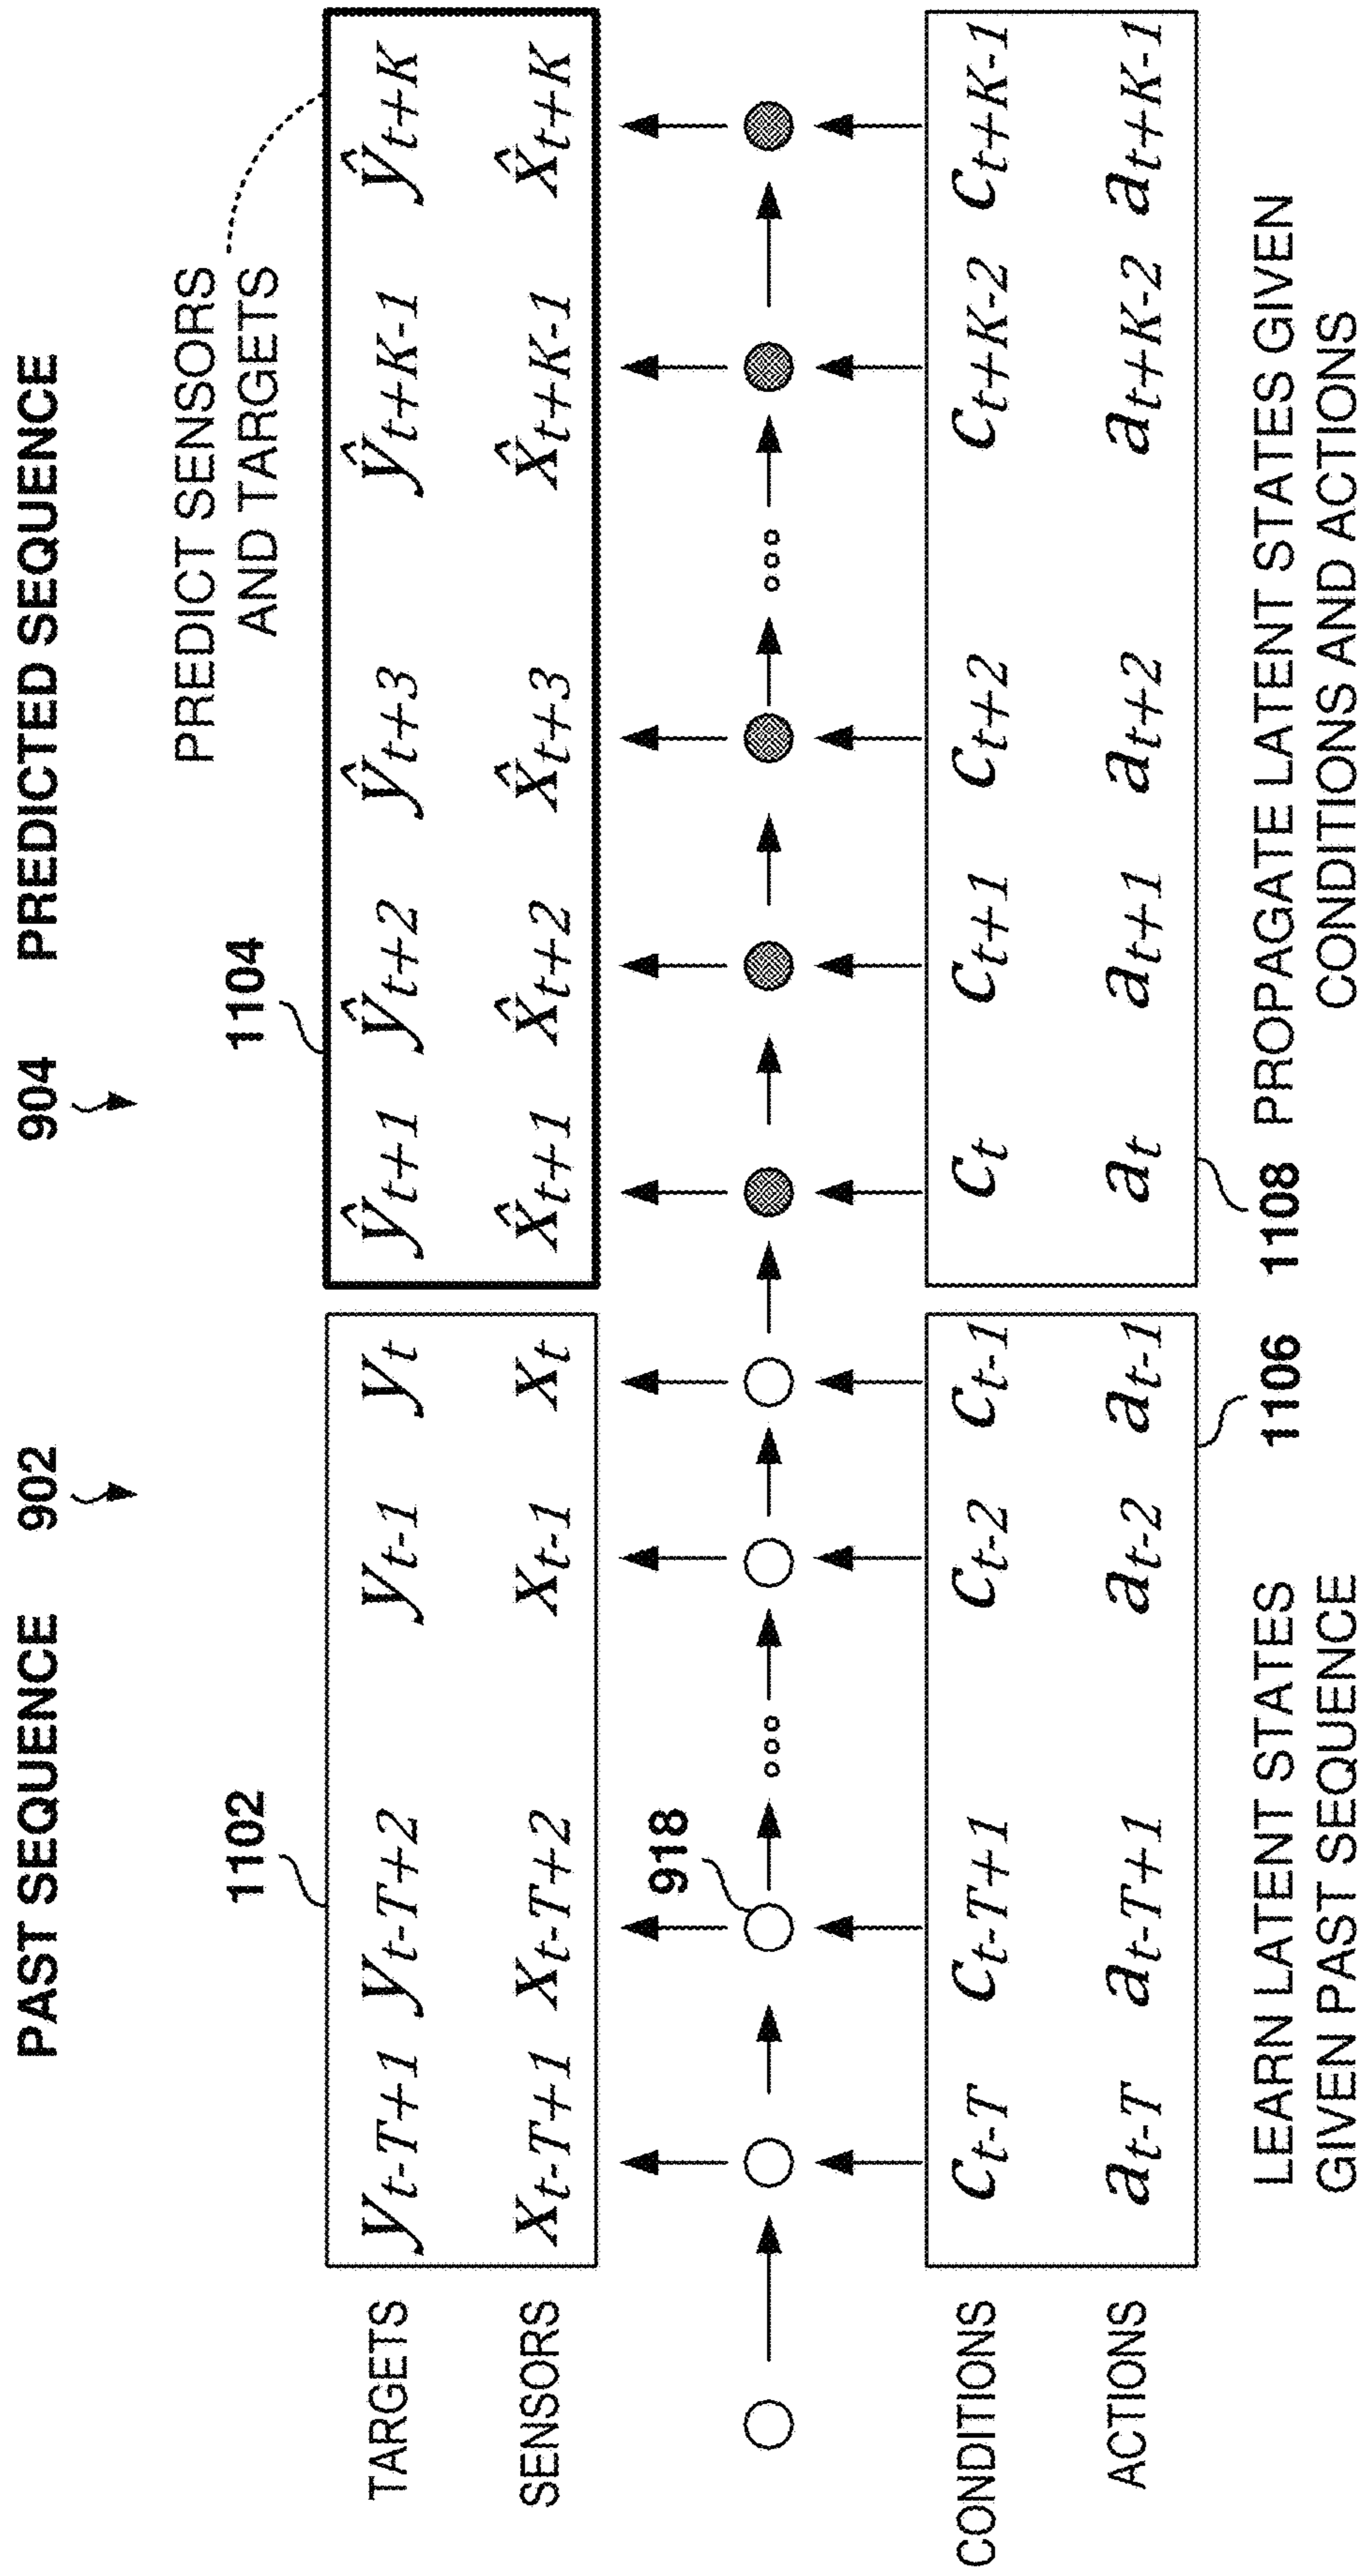 PAST SEQUENCE 902 904 PREDICTED SEQUENCE
PREDICT SENSORS
AND TARGETS
1102 1104
TARGETS y_{t-T+1} y_{t-T+2} y_{t-1} y_t ŷ_{t+1} ŷ_{t+2} ŷ_{t+3} ŷ_{t+K-1} ŷ_{t+K}
SENSORS x_{t-T+1} x_{t-T+2} x_{t-1} x_t x̂_{t+1} x̂_{t+2} x̂_{t+3} x̂_{t+K-1} x̂_{t+K}
918
CONDITIONS c_{t-T} c_{t-T+1} c_{t-2} c_{t-1} c_t c_{t+1} c_{t+2} c_{t+K-2} c_{t+K-1}
ACTIONS a_{t-T} a_{t-T+1} a_{t-2} a_{t-1} a_t a_{t+1} a_{t+2} a_{t+K-2} a_{t+K-1}
LEARN LATENT STATES
GIVEN PAST SEQUENCE
1106
1108
PROPAGATE LATENT STATES GIVEN
CONDITIONS AND ACTIONS